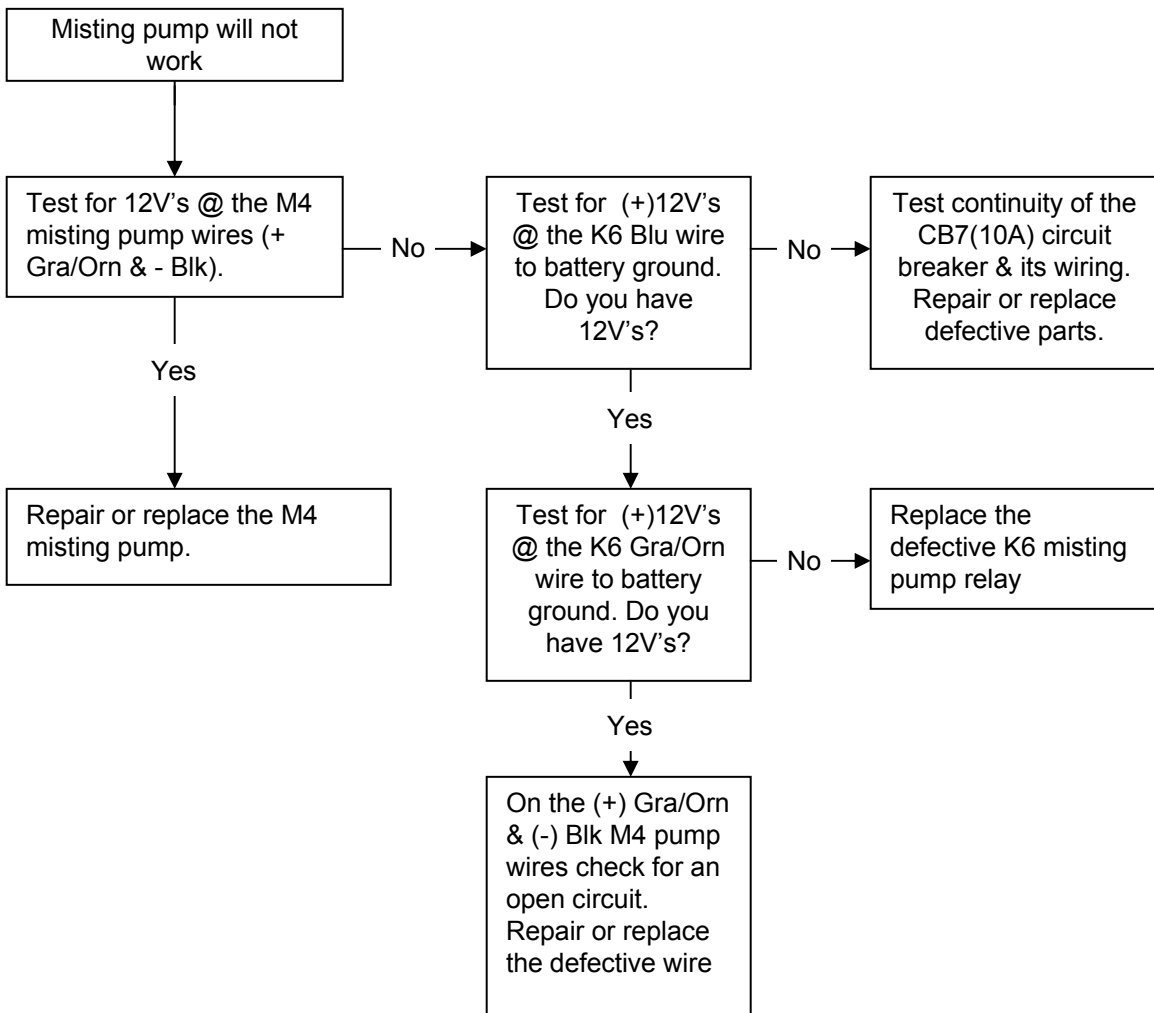 Misting pump will not
work
Test for 12V's @ the M4
misting pump wires (+
Gra/Orn & - Blk).
No
Test for (+)12V's
@ the K6 Blu wire
to battery ground.
Do you have
12V's?
No
Test continuity of the
CB7(10A) circuit
breaker & its wiring.
Repair or replace
defective parts.
Yes
Yes
Repair or replace the M4
misting pump.
Test for (+)12V's
@ the K6 Gra/Orn
wire to battery
ground. Do you
have 12V's?
No
Replace the
defective K6 misting
pump relay
Yes
On the (+) Gra/Orn
& (-) Blk M4 pump
wires check for an
open circuit.
Repair or replace
the defective wire